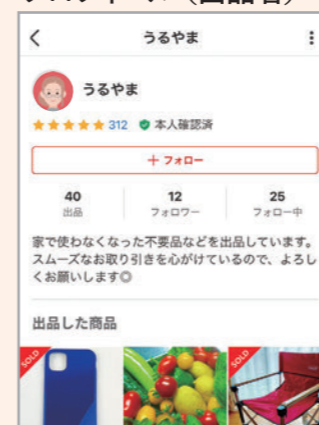 うるやま
うるやま
312 本人確認済
＋フォロー
40 12 25
出品 フォロワー フォロー中
家で使わなくなった不要品などを出品しています。
スムーズなお取り引きを心がけているので、よろし
くお願いします◎
出品した商品
SOLD SOLD